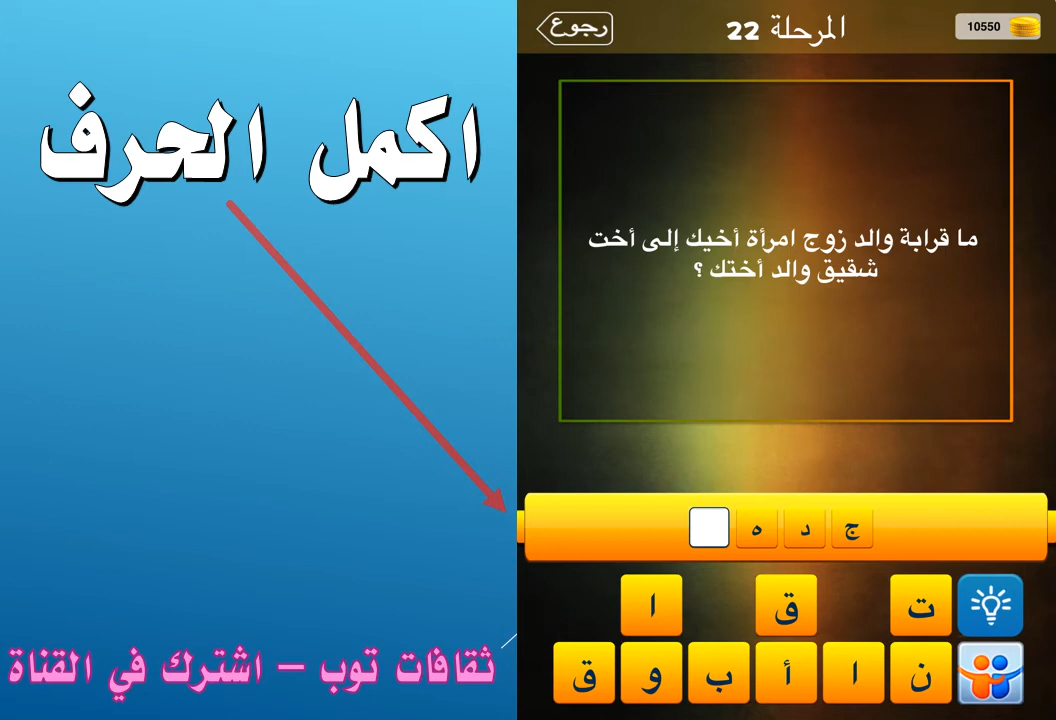 اكمل الحرف
ثقافات توب – اشترك في القناة
رجوع
المرحلة 22
10550
ما قرابة والد زوج امرأة أخيك إلى أخت
شقيق والد أختك ؟
ج د ه
ت ق ا
ن ا أ ب و ق